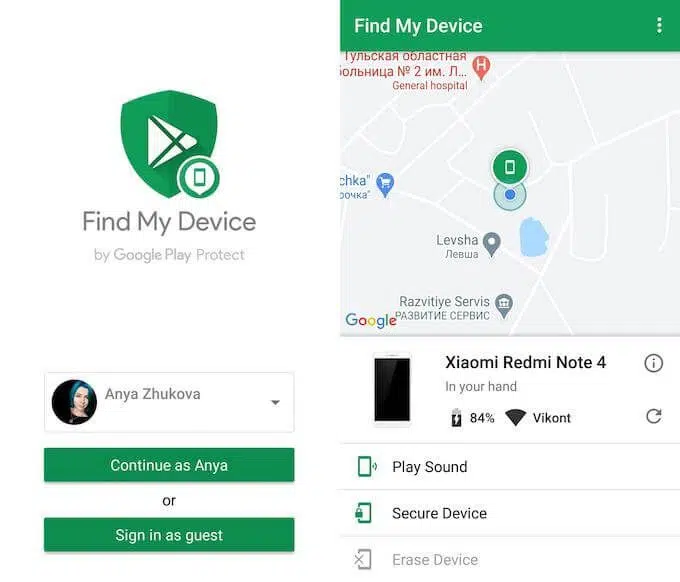 Find My Device
by Google Play Protect
Anya Zhukova
Continue as Anya
or
Sign in as guest
Find My Device
Тульская областная
больница № 2 им. Л...
General hospital
chka"
рочка"
Levsha
Левша
Razvitiye Servis
РАЗВИТИЕ СЕРВИС
Google
Xiaomi Redmi Note 4
In your hand
84% Vikont
Play Sound
Secure Device
Erase Device